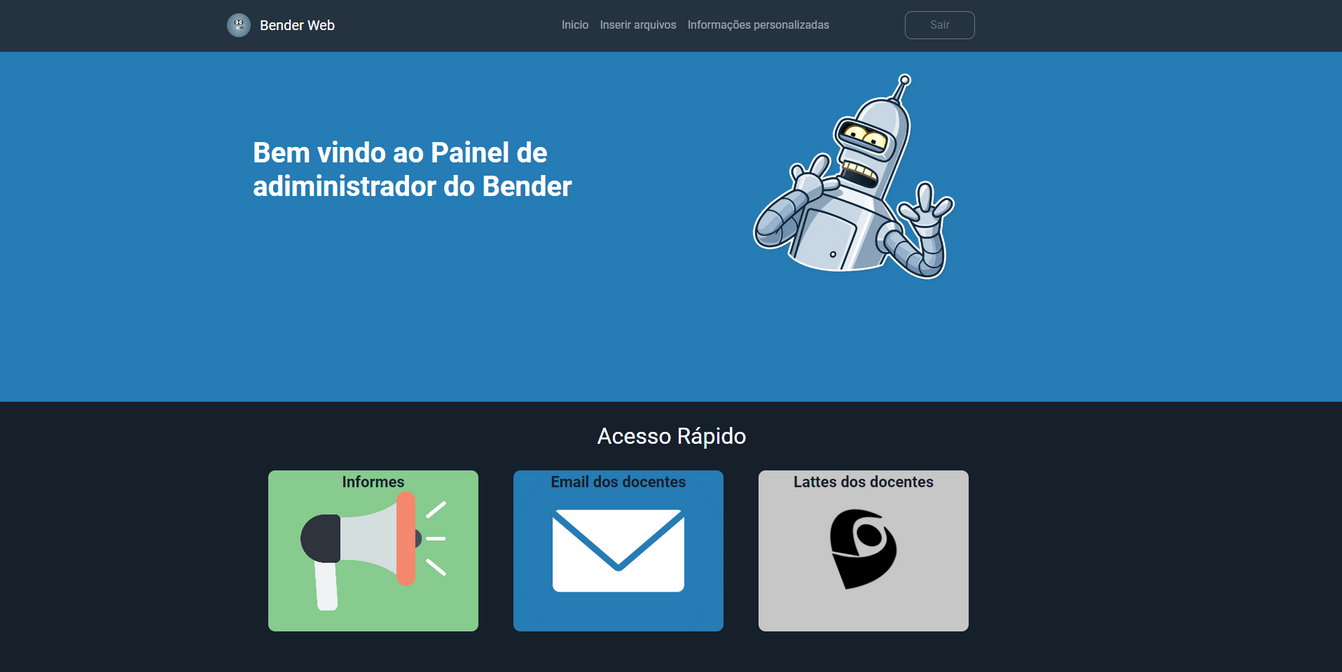 Bender Web
Inicio
Inserir arquivos
Informações personalizadas
Sair
Bem vindo ao Painel de
adiministrador do Bender
Acesso Rápido
Informes
Email dos docentes
Lattes dos docentes